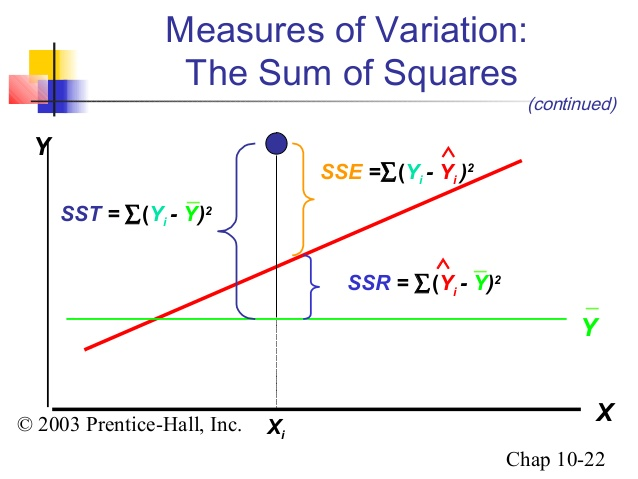 Measures of Variation:
The Sum of Squares
(continued)
Y
SSE =∑(Yᵢ - Ŷᵢ)²
SST = ∑(Yᵢ - Ȳ)²
SSR = ∑(Ŷᵢ - Ȳ)²
Ȳ
X
© 2003 Prentice-Hall, Inc.
Xᵢ
Chap 10-22